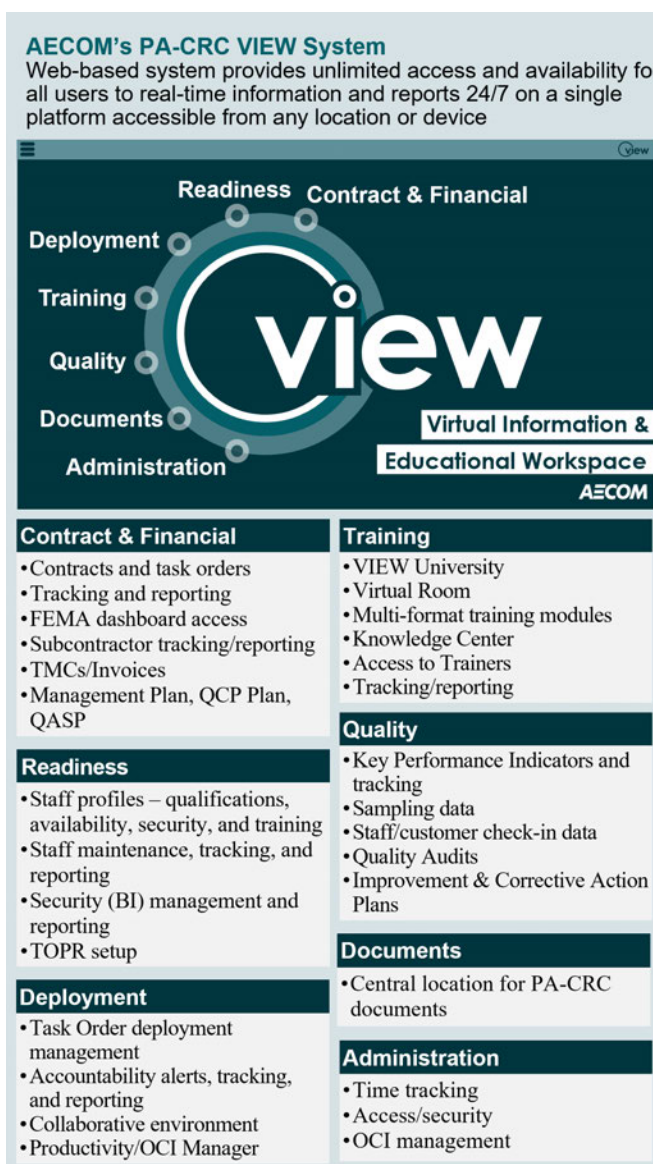 AECOM’s PA-CRC VIEW System
Web-based system provides unlimited access and availability fo
all users to real-time information and reports 24/7 on a single
platform accessible from any location or device
view
Readiness
Contract & Financial
Deployment
Training
Quality
Documents
Administration
view
Virtual Information &
Educational Workspace
AECOM
Contract & Financial
•Contracts and task orders
•Tracking and reporting
•FEMA dashboard access
•Subcontractor tracking/reporting
•TMCs/Invoices
•Management Plan, QCP Plan,
QASP
Readiness
•Staff profiles – qualifications,
availability, security, and training
•Staff maintenance, tracking, and
reporting
•Security (BI) management and
reporting
•TOPR setup
Deployment
•Task Order deployment
management
•Accountability alerts, tracking,
and reporting
•Collaborative environment
•Productivity/OCI Manager
Training
•VIEW University
•Virtual Room
•Multi-format training modules
•Knowledge Center
•Access to Trainers
•Tracking/reporting
Quality
•Key Performance Indicators and
tracking
•Sampling data
•Staff/customer check-in data
•Quality Audits
•Improvement & Corrective Action
Plans
Documents
•Central location for PA-CRC
documents
Administration
•Time tracking
•Access/security
•OCI management